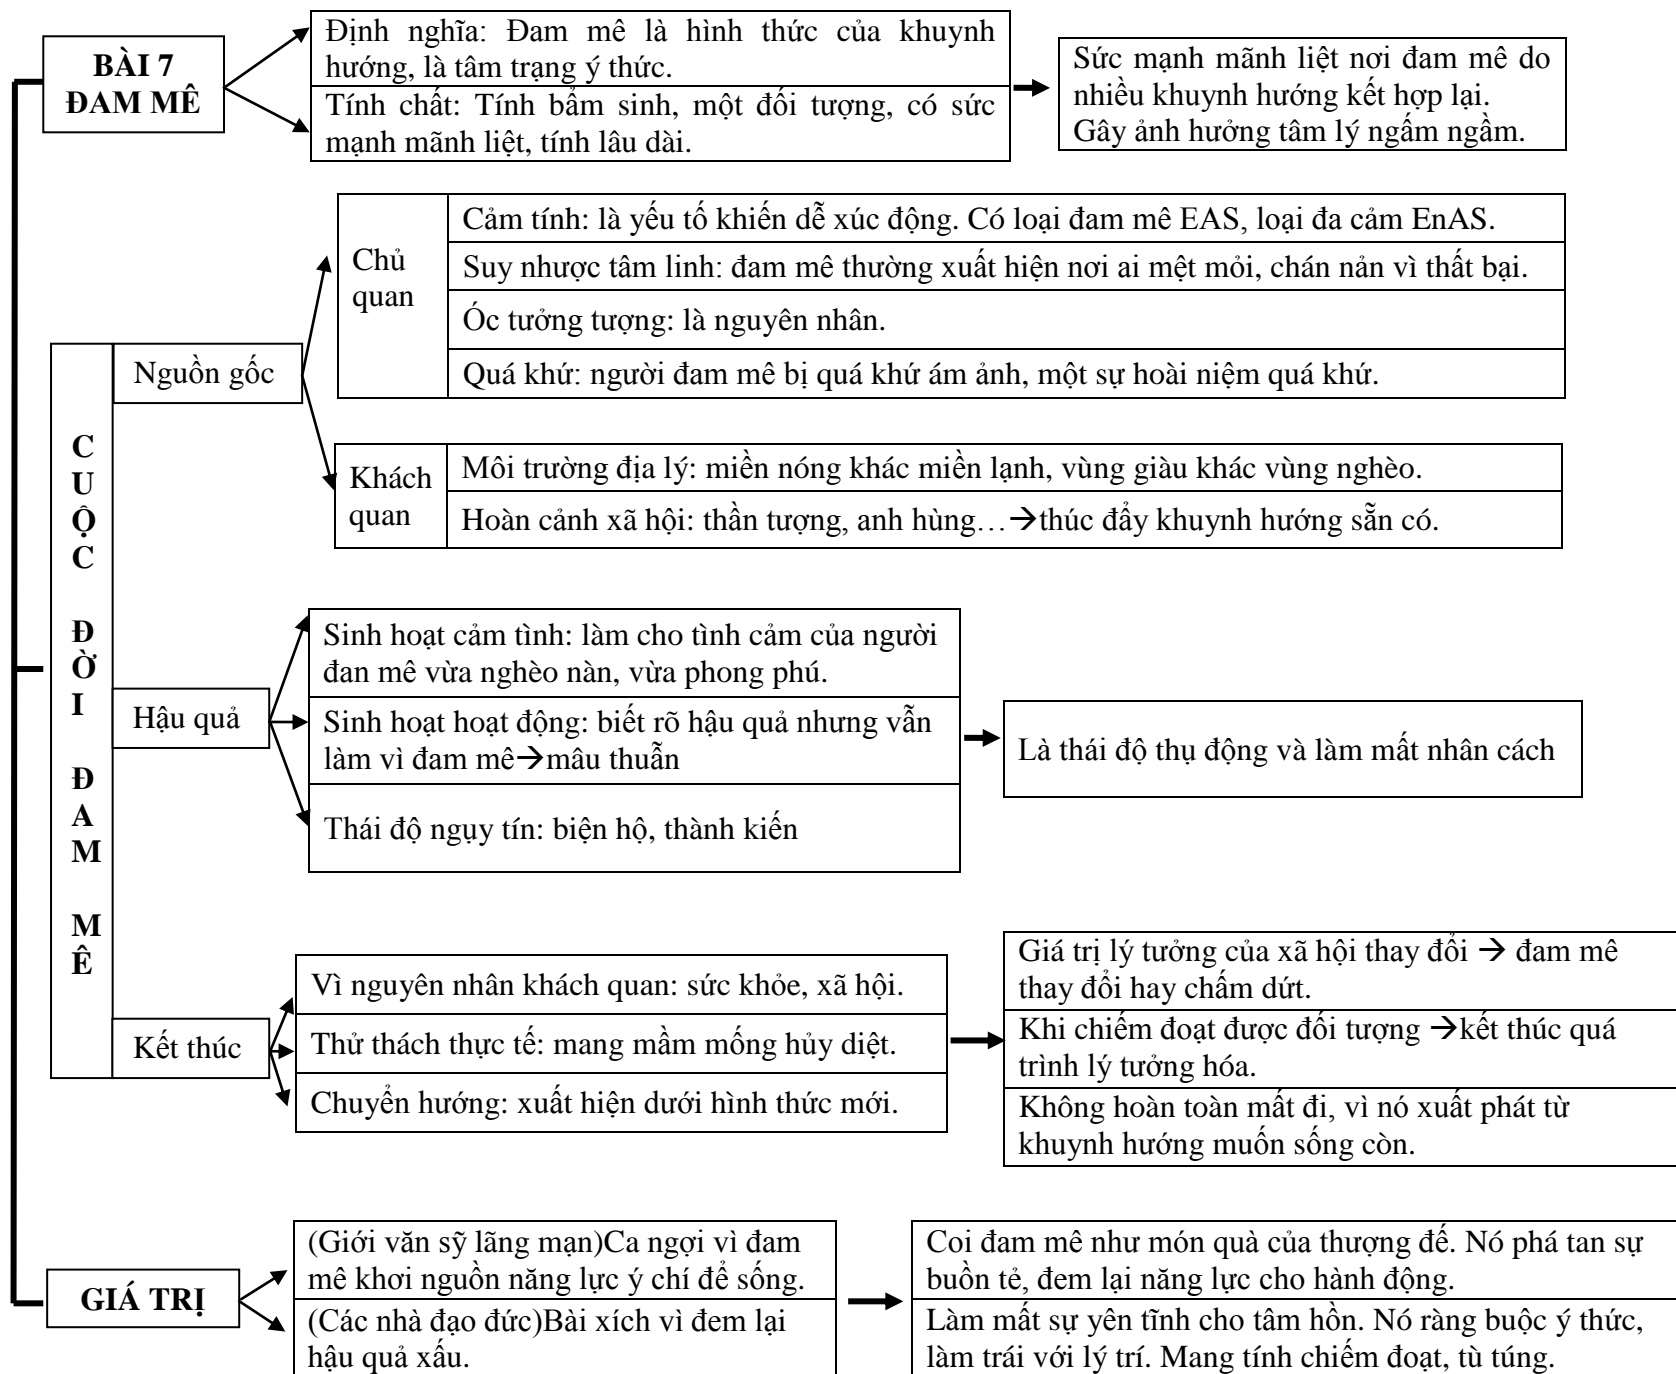 BÀI 7
ĐAM MÊ
Định nghĩa: Đam mê là hình thức của khuynh
hướng, là tâm trạng ý thức.
Tính chất: Tính bẩm sinh, một đối tượng, có sức
mạnh mãnh liệt, tính lâu dài.
Sức mạnh mãnh liệt nơi đam mê do
nhiều khuynh hướng kết hợp lại.
Gây ảnh hưởng tâm lý ngấm ngầm.
CUỘC ĐỜI ĐAM MÊ
Nguồn gốc
Chủ
quan
Cảm tính: là yếu tố khiến dễ xúc động. Có loại đam mê EAS, loại đa cảm EnAS.
Suy nhược tâm linh: đam mê thường xuất hiện nơi ai mệt mỏi, chán nản vì thất bại.
Óc tưởng tượng: là nguyên nhân.
Quá khứ: người đam mê bị quá khứ ám ảnh, một sự hoài niệm quá khứ.
Khách
quan
Môi trường địa lý: miền nóng khác miền lạnh, vùng giàu khác vùng nghèo.
Hoàn cảnh xã hội: thần tượng, anh hùng…→thúc đẩy khuynh hướng sẵn có.
Hậu quả
Sinh hoạt cảm tình: làm cho tình cảm của người
đan mê vừa nghèo nàn, vừa phong phú.
Sinh hoạt hoạt động: biết rõ hậu quả nhưng vẫn
làm vì đam mê→mâu thuẫn
Thái độ ngụy tín: biện hộ, thành kiến
Là thái độ thụ động và làm mất nhân cách
Kết thúc
Vì nguyên nhân khách quan: sức khỏe, xã hội.
Thử thách thực tế: mang mầm mống hủy diệt.
Chuyển hướng: xuất hiện dưới hình thức mới.
Giá trị lý tưởng của xã hội thay đổi → đam mê
thay đổi hay chấm dứt.
Khi chiếm đoạt được đối tượng →kết thúc quá
trình lý tưởng hóa.
Không hoàn toàn mất đi, vì nó xuất phát từ
khuynh hướng muốn sống còn.
GIÁ TRỊ
(Giới văn sỹ lãng mạn)Ca ngợi vì đam
mê khơi nguồn năng lực ý chí để sống.
(Các nhà đạo đức)Bài xích vì đem lại
hậu quả xấu.
Coi đam mê như món quà của thượng đế. Nó phá tan sự
buồn tẻ, đem lại năng lực cho hành động.
Làm mất sự yên tĩnh cho tâm hồn. Nó ràng buộc ý thức,
làm trái với lý trí. Mang tính chiếm đoạt, tù túng.